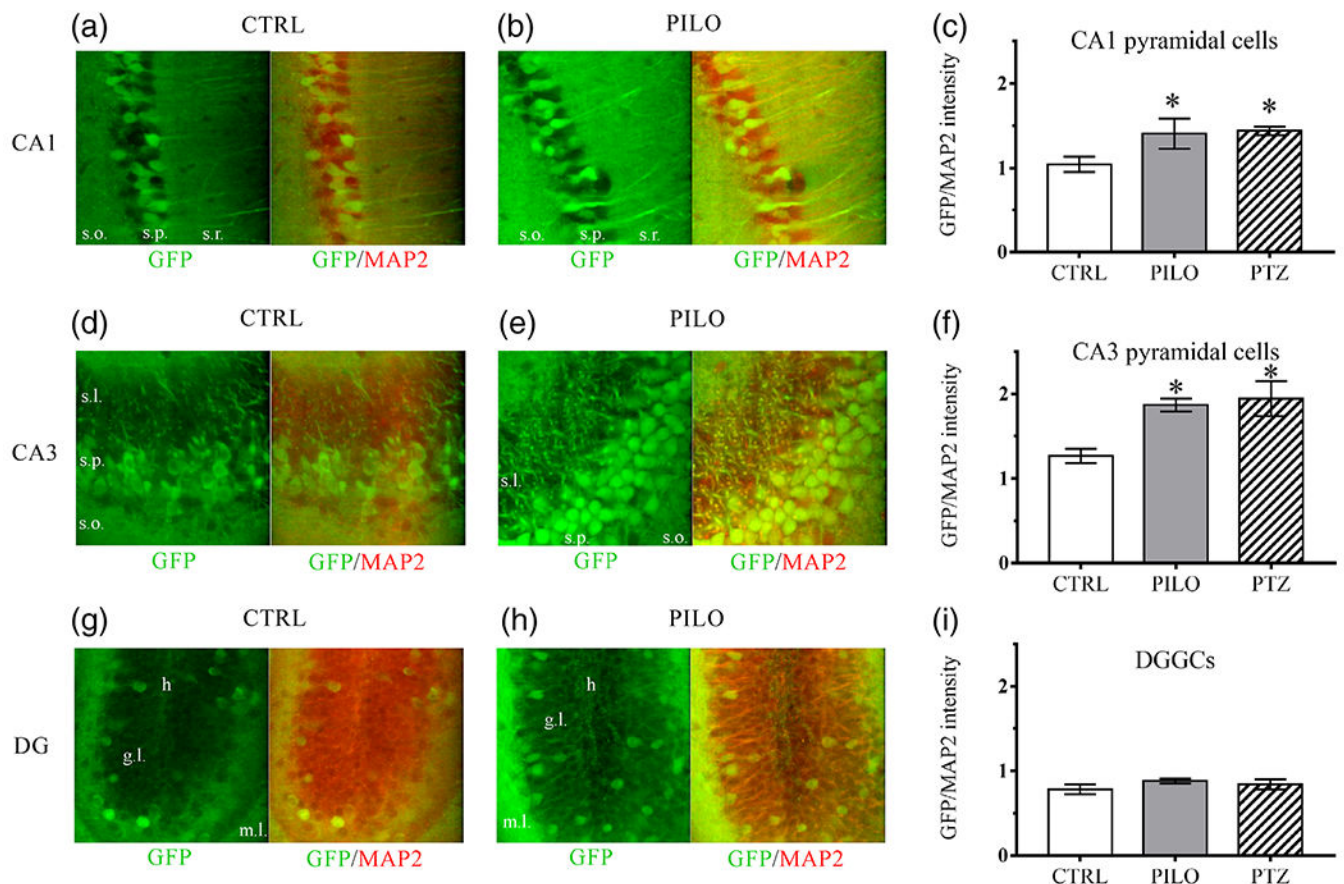 (a) CTRL
(b) PILO
(c) CA1 pyramidal cells
CA1
s.o. s.p. s.r.
GFP GFP/MAP2
s.o. s.p. s.r.
GFP GFP/MAP2
GFP/MAP2 intensity
2
1
0
* *
CTRL PILO PTZ
(d) CTRL
(e) PILO
(f) CA3 pyramidal cells
CA3
s.l.
s.p.
s.o.
GFP GFP/MAP2
s.l.
s.p. s.o.
GFP GFP/MAP2
GFP/MAP2 intensity
2
1
0
* *
CTRL PILO PTZ
(g) CTRL
(h) PILO
(i) DGGCs
DG
h
g.l.
m.l.
GFP GFP/MAP2
h
g.l.
m.l.
GFP GFP/MAP2
GFP/MAP2 intensity
2
1
0
CTRL PILO PTZ